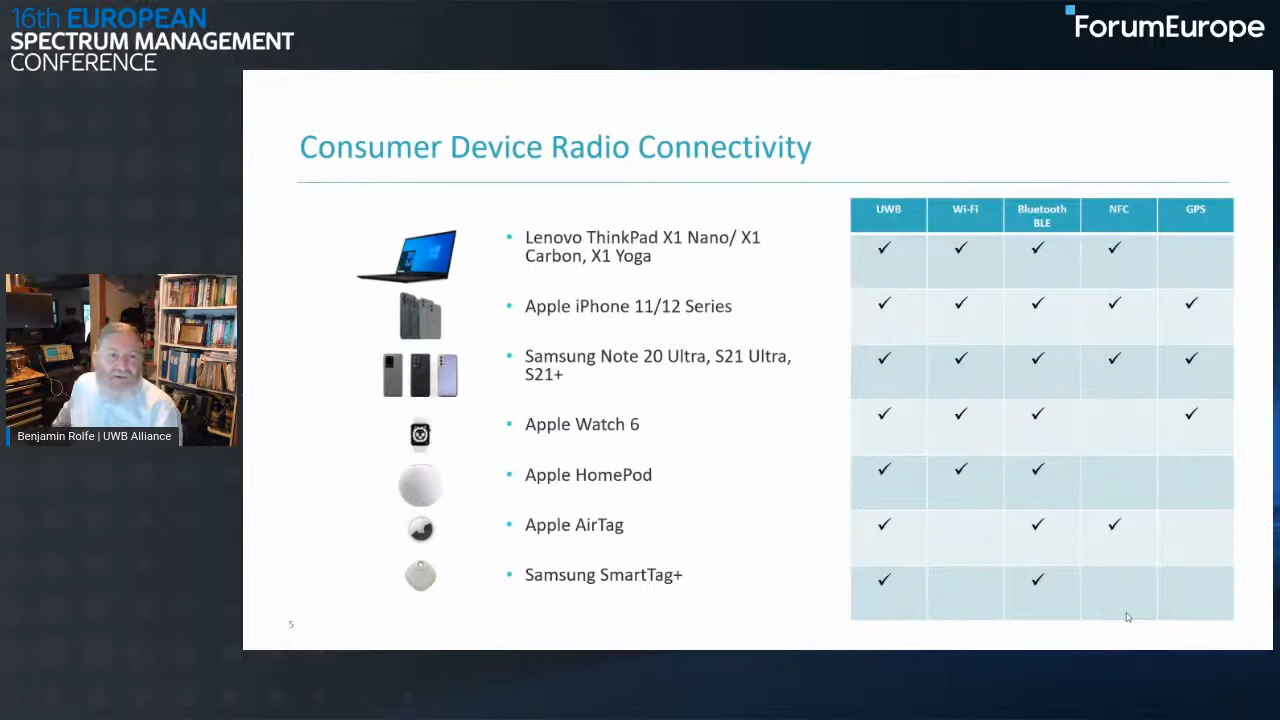 16th EUROPEAN
SPECTRUM MANAGEMENT
CONFERENCE
ForumEurope
Consumer Device Radio Connectivity
UWB Wi-Fi Bluetooth BLE NFC GPS
• Lenovo ThinkPad X1 Nano/ X1
Carbon, X1 Yoga
✓ ✓ ✓ ✓
• Apple iPhone 11/12 Series
✓ ✓ ✓ ✓ ✓
• Samsung Note 20 Ultra, S21 Ultra,
S21+
✓ ✓ ✓ ✓ ✓
• Apple Watch 6
✓ ✓ ✓ ✓
• Apple HomePod
✓ ✓ ✓
• Apple AirTag
✓ ✓ ✓
• Samsung SmartTag+
✓ ✓
5
Benjamin Rolfe | UWB Alliance